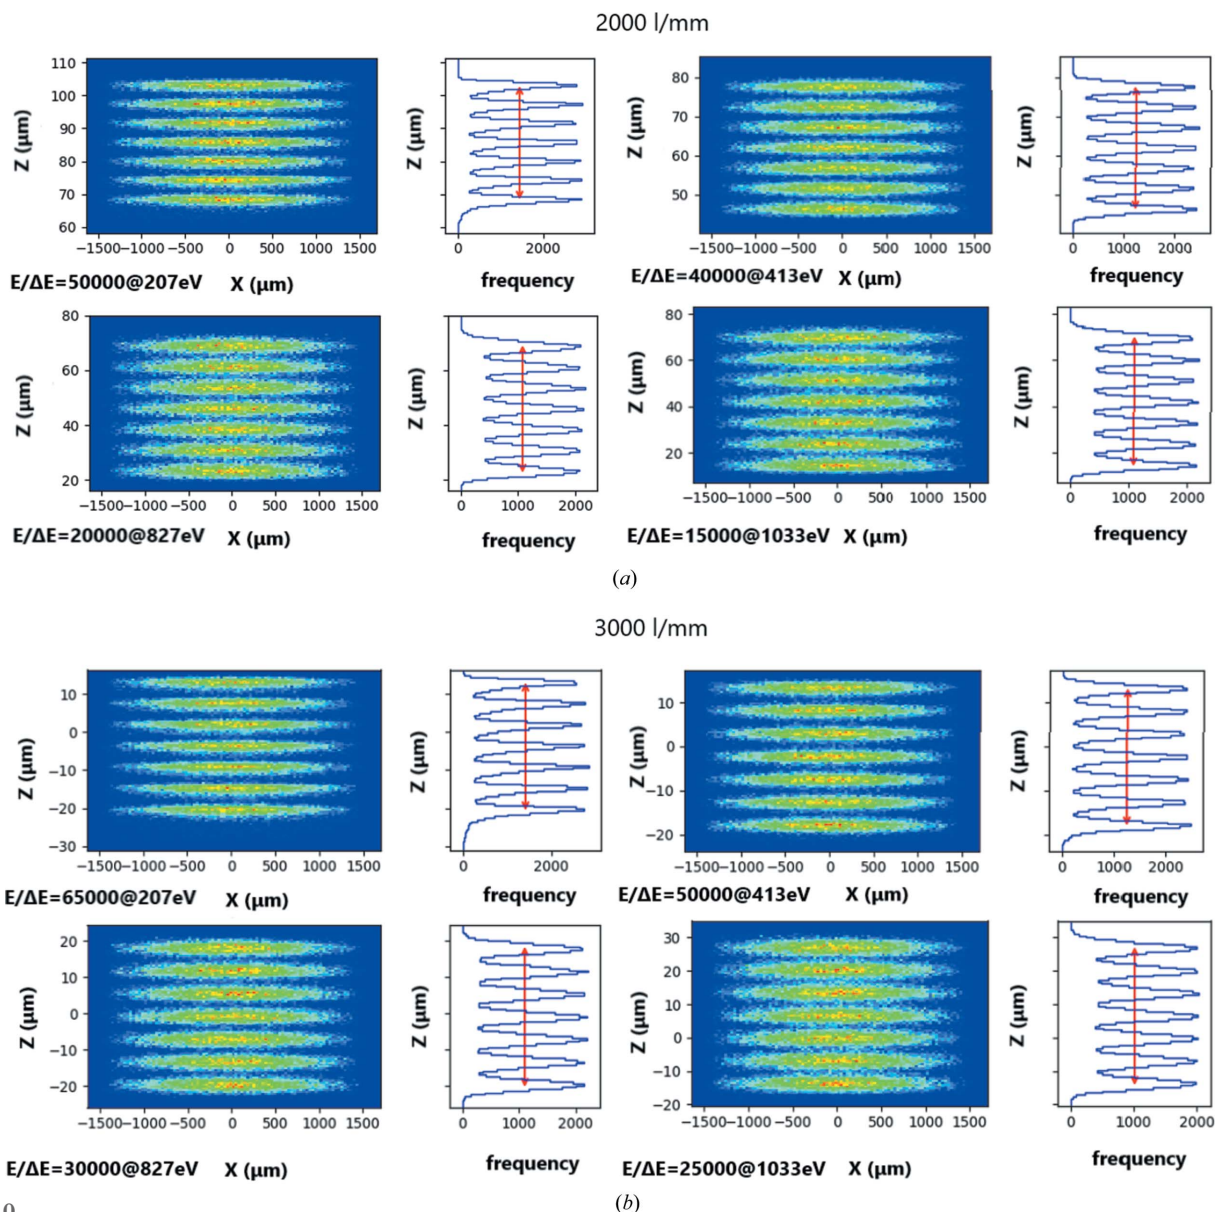 2000 l/mm
110
100
90
80
70
60
Z (µm)
−1500−1000 −500 0 500 1000 1500
E/ΔE=50000@207eV X (µm)
Z (µm)
0 2000
frequency
80
70
60
50
Z (µm)
−1500−1000 −500 0 500 1000 1500
E/ΔE=40000@413eV X (µm)
Z (µm)
0 1000 2000
frequency
80
60
40
20
Z (µm)
−1500−1000 −500 0 500 1000 1500
E/ΔE=20000@827eV X (µm)
Z (µm)
0 1000 2000
frequency
80
60
40
20
Z (µm)
−1500−1000 −500 0 500 1000 1500
E/ΔE=15000@1033eV X (µm)
Z (µm)
0 1000 2000
frequency
(a)
3000 l/mm
10
0
−10
−20
−30
Z (µm)
−1500−1000 −500 0 500 1000 1500
E/ΔE=65000@207eV X (µm)
Z (µm)
0 2000
frequency
10
0
−10
−20
Z (µm)
−1500−1000 −500 0 500 1000 1500
E/ΔE=50000@413eV X (µm)
Z (µm)
0 1000 2000
frequency
20
10
0
−10
−20
Z (µm)
−1500−1000 −500 0 500 1000 1500
E/ΔE=30000@827eV X (µm)
Z (µm)
0 1000 2000
frequency
30
20
10
0
−10
−20
Z (µm)
−1500−1000 −500 0 500 1000 1500
E/ΔE=25000@1033eV X (µm)
Z (µm)
0 1000 2000
frequency
(b)